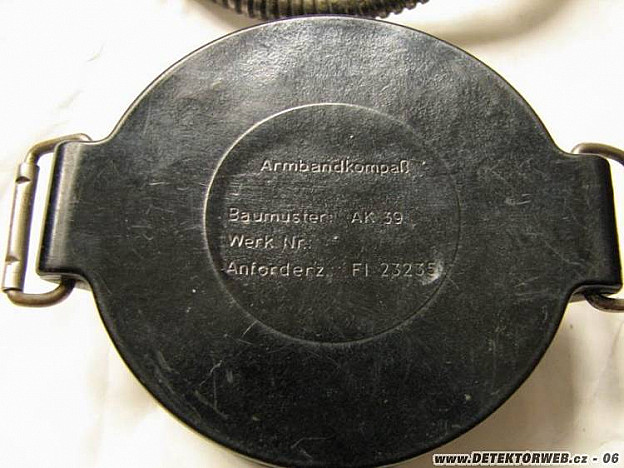 Armbandkompaß
Baumuster: AK 39
Werk Nr.:
Anforderz. Fl 23235
www.DETEKTORWEB.cz - 06